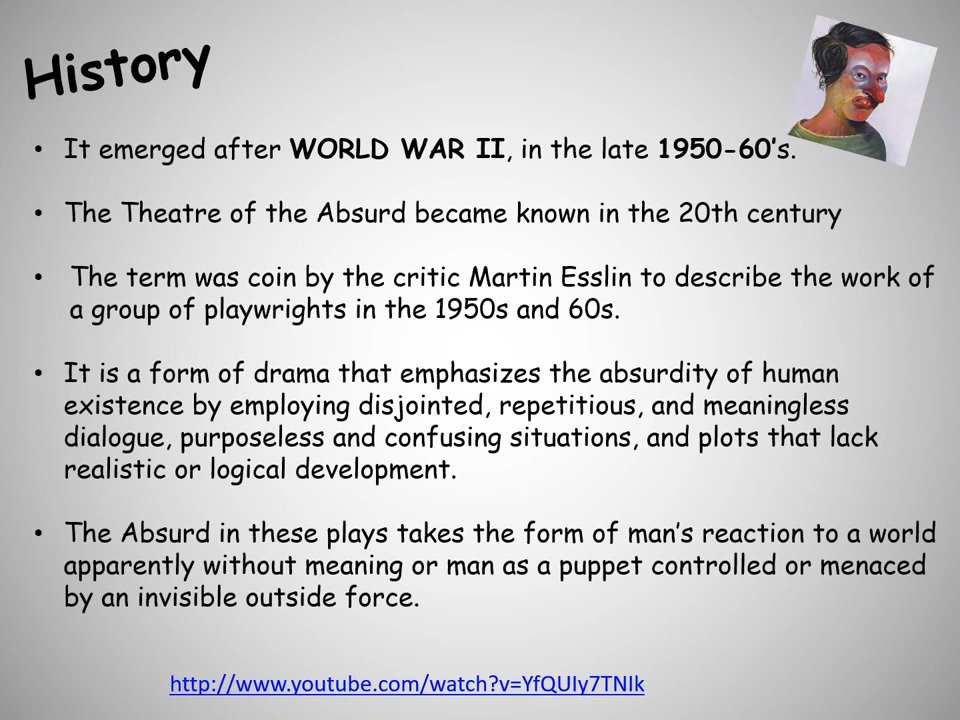 History
• It emerged after WORLD WAR II, in the late 1950-60's.
• The Theatre of the Absurd became known in the 20th century
• The term was coin by the critic Martin Esslin to describe the work of
a group of playwrights in the 1950s and 60s.
• It is a form of drama that emphasizes the absurdity of human
existence by employing disjointed, repetitious, and meaningless
dialogue, purposeless and confusing situations, and plots that lack
realistic or logical development.
• The Absurd in these plays takes the form of man's reaction to a world
apparently without meaning or man as a puppet controlled or menaced
by an invisible outside force.
http://www.youtube.com/watch?v=YfQUIy7TNIk